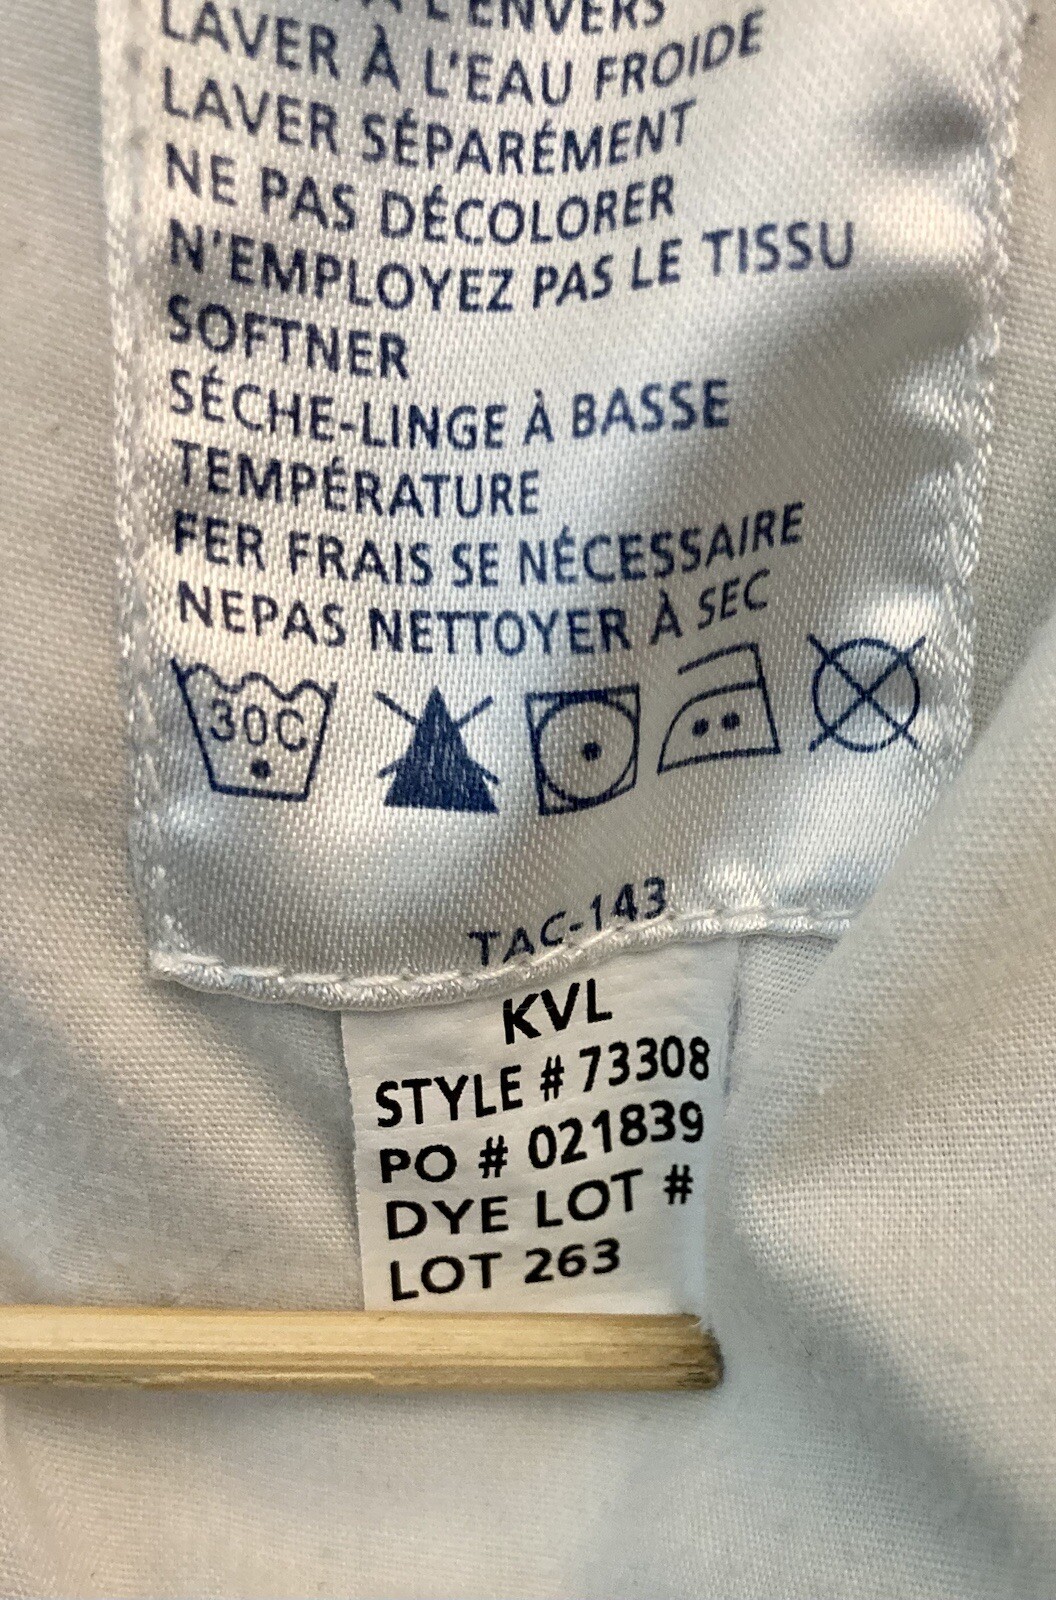 À L'ENVERS
LAVER À L'EAU FROIDE
LAVER SÉPARÉMENT
NE PAS DÉCOLORER
N'EMPLOYEZ PAS LE TISSU
SOFTNER
SÉCHE-LINGE À BASSE
TEMPÉRATURE
FER FRAIS SE NÉCESSAIRE
NEPAS NETTOYER À SEC
30C
TAC-143
KVL
STYLE # 73308
PO # 021839
DYE LOT #
LOT 263